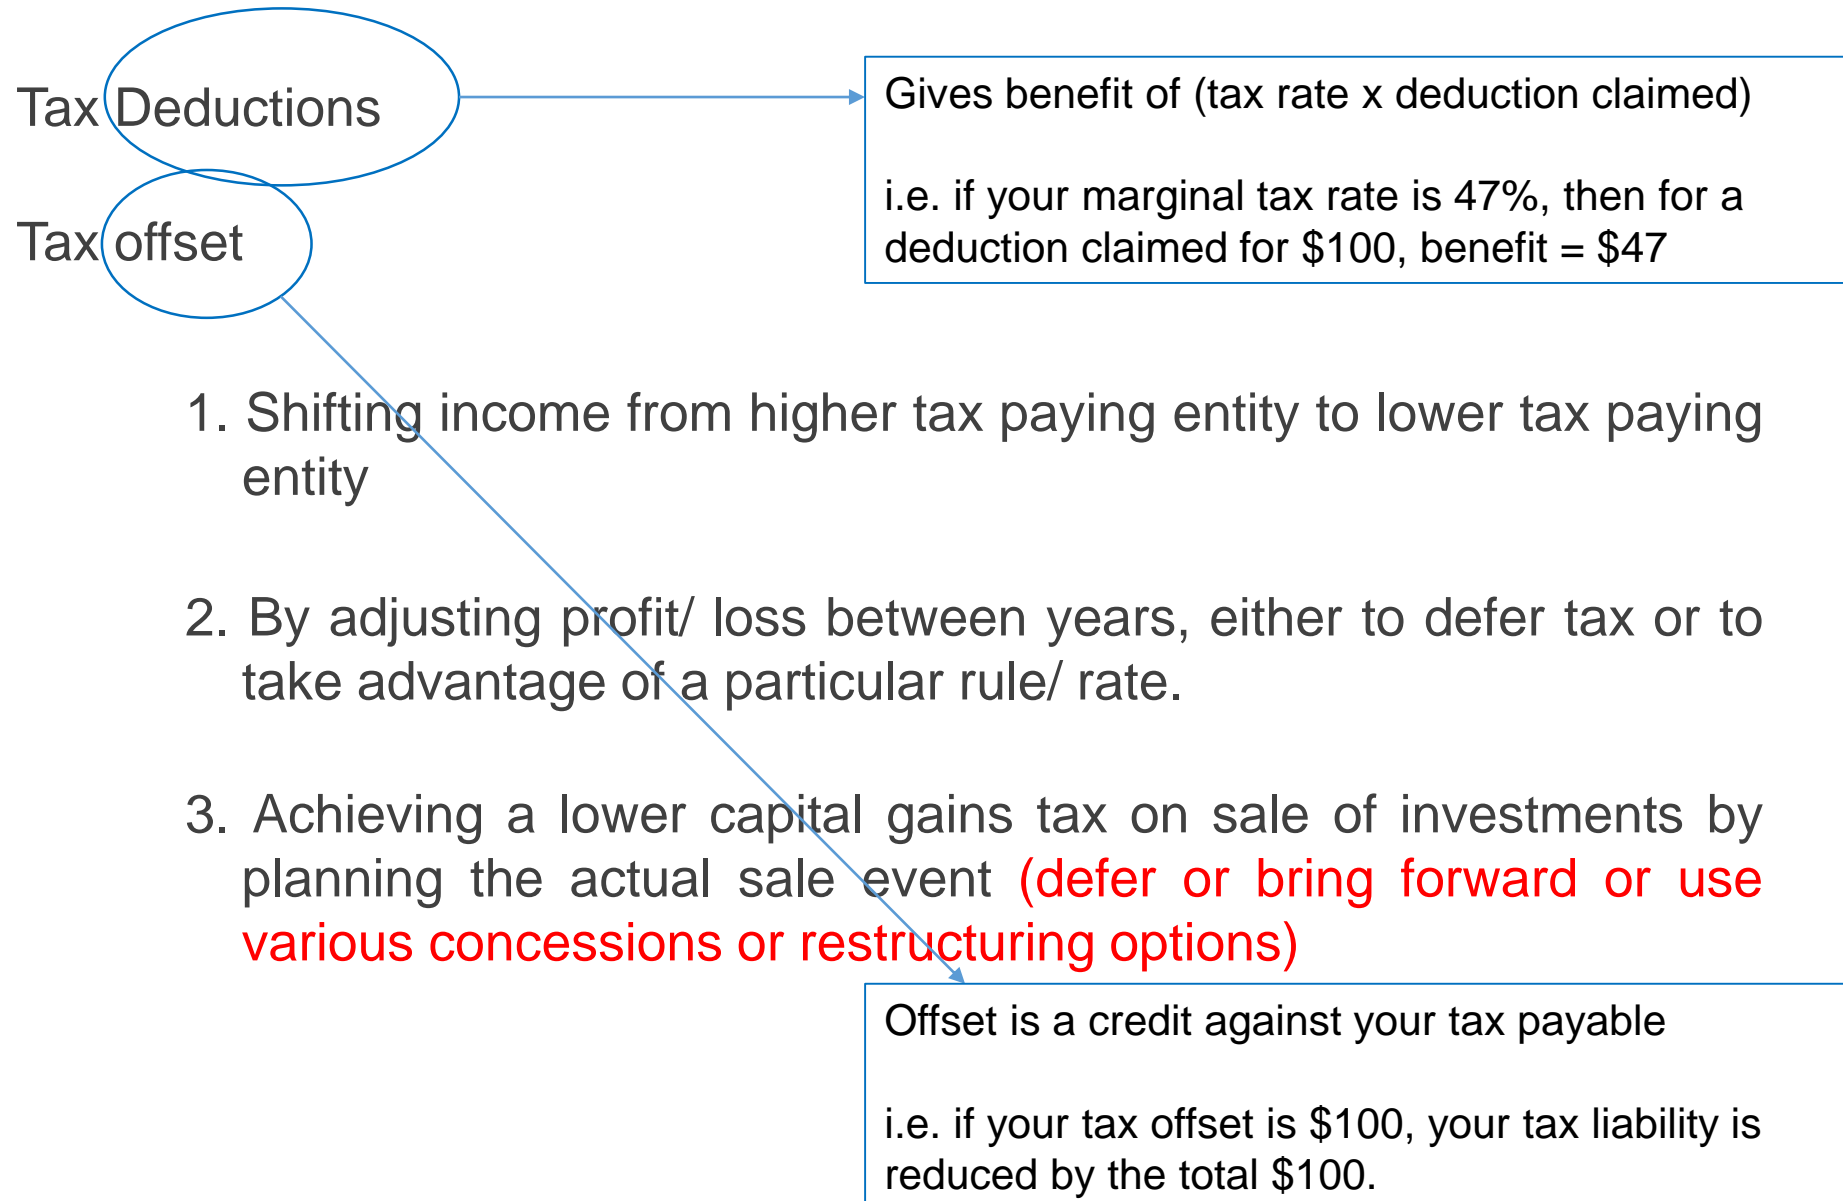 Tax Deductions
Gives benefit of (tax rate x deduction claimed)
i.e. if your marginal tax rate is 47%, then for a
deduction claimed for $100, benefit = $47
Tax offset
1. Shifting income from higher tax paying entity to lower tax paying
entity
2. By adjusting profit/ loss between years, either to defer tax or to
take advantage of a particular rule/ rate.
3. Achieving a lower capital gains tax on sale of investments by
planning the actual sale event (defer or bring forward or use
various concessions or restructuring options)
Offset is a credit against your tax payable
i.e. if your tax offset is $100, your tax liability is
reduced by the total $100.